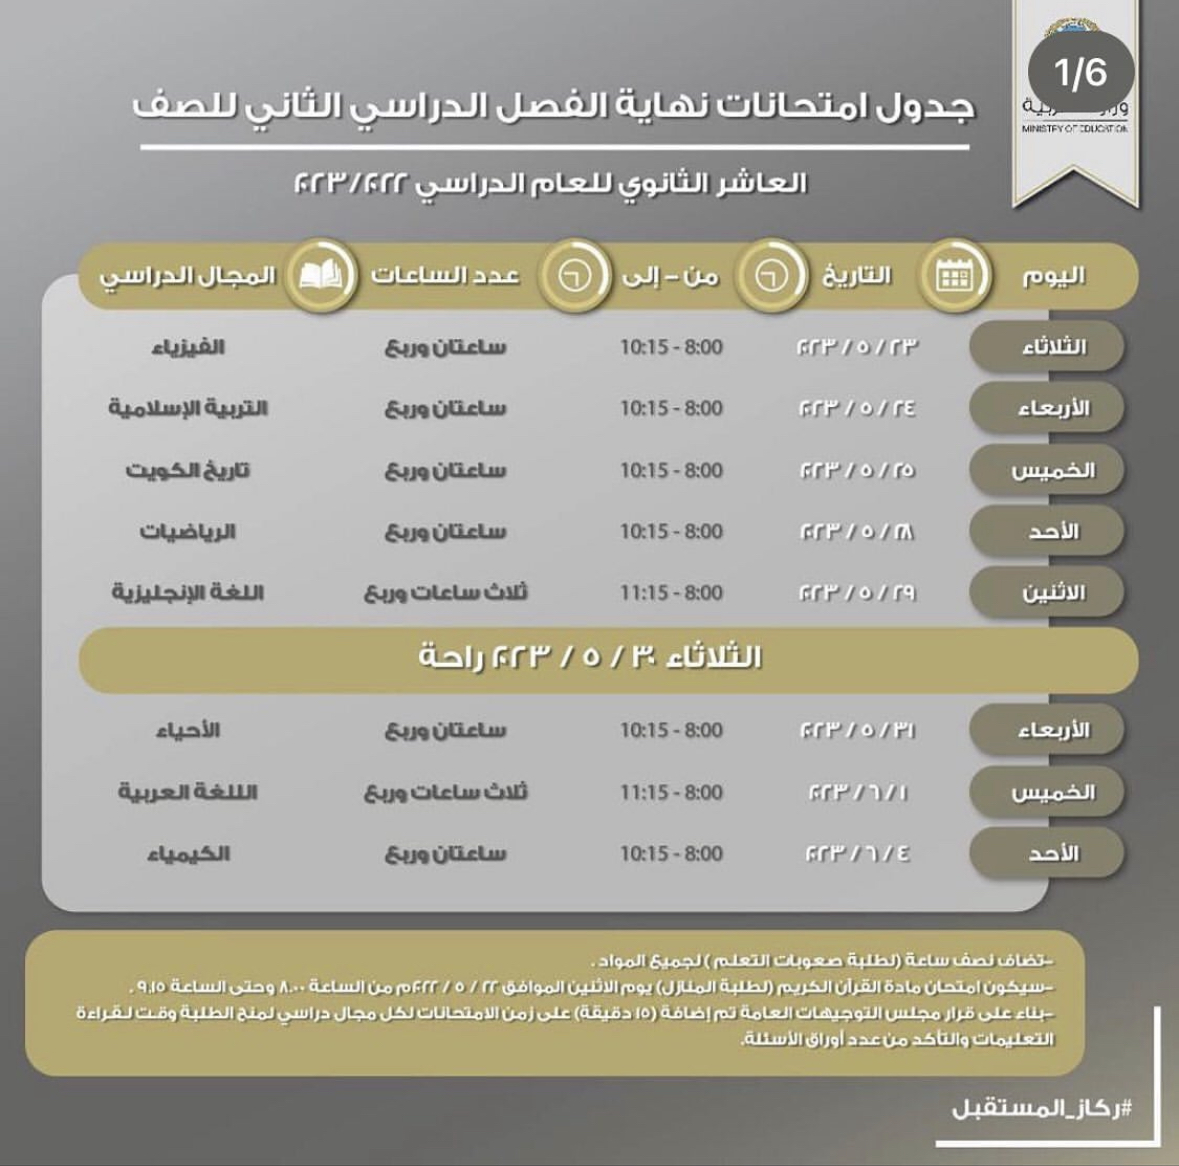 1/6
MINISTRY OF EDUCATION
جدول امتحانات نهاية الفصل الدراسي الثاني للصف
العاشر الثانوي للعام الدراسي ٢٠٢٣/٢٠٢٢
اليوم التاريخ من - إلى عدد الساعات المجال الدراسي
الثلاثاء ٢٠٢٣ / ٥ / ٢٣ 10:15 - 8:00 ساعتان وربع الفيزياء
الأربعاء ٢٠٢٣ / ٥ / ٢٤ 10:15 - 8:00 ساعتان وربع التربية الإسلامية
الخميس ٢٠٢٣ / ٥ / ٢٥ 10:15 - 8:00 ساعتان وربع تاريخ الكويت
الأحد ٢٠٢٣ / ٥ / ٢٨ 10:15 - 8:00 ساعتان وربع الرياضيات
الاثنين ٢٠٢٣ / ٥ / ٢٩ 11:15 - 8:00 ثلاث ساعات وربع اللغة الإنجليزية
الثلاثاء ٣٠ / ٥ / ٢٠٢٣ راحة
الأربعاء ٢٠٢٣ / ٥ / ٣١ 10:15 - 8:00 ساعتان وربع الأحياء
الخميس ٢٠٢٣ / ٦ / ١ 11:15 - 8:00 ثلاث ساعات وربع الللغة العربية
الأحد ٢٠٢٣ / ٦ / ٤ 10:15 - 8:00 ساعتان وربع الكيمياء
-تضاف نصف ساعة (لطلبة صعوبات التعلم ) لجميع المواد .
-سيكون امتحان مادة القرآن الكريم (لطلبة المنازل) يوم الاثنين الموافق ٢٢ / ٥ / ٢٠٢٢م من الساعة ٨.٠٠ وحتى الساعة ٩.١٥ .
-بناء على قرار مجلس التوجيهات العامة تم إضافة (١٥ دقيقة) على زمن الامتحانات لكل مجال دراسي لمنح الطلبة وقت لقراءة
التعليمات والتأكد من عدد أوراق الأسئلة.
#ركاز_المستقبل